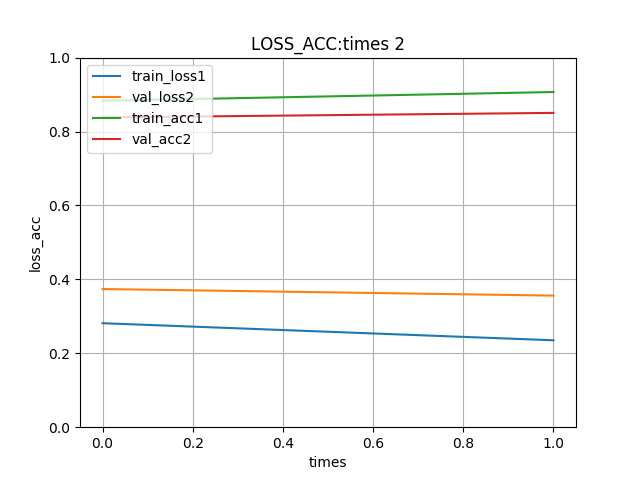 LOSS_ACC:times 2
train_loss1
val_loss2
train_acc1
val_acc2
loss_acc
1.0
0.8
0.6
0.4
0.2
0.0
0.0 0.2 0.4 0.6 0.8 1.0
times